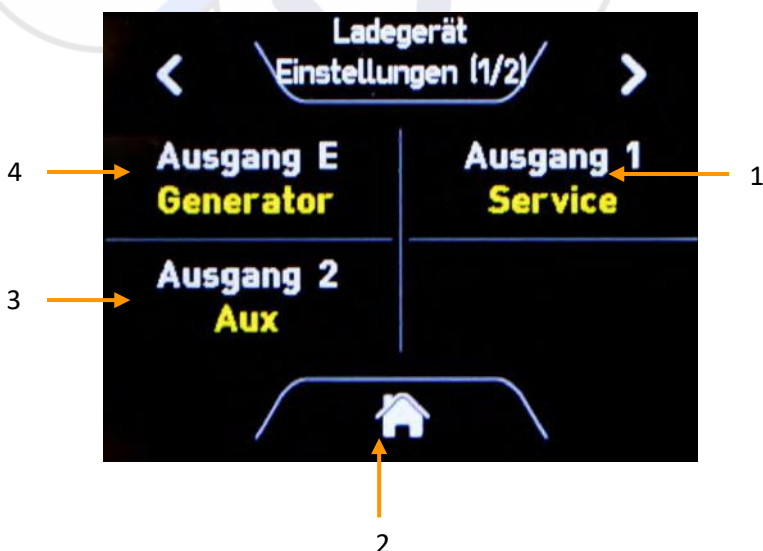 Ladegerät
Einstellungen (1/2)
4
Ausgang E
Generator
Ausgang 1
Service
1
3
Ausgang 2
Aux
2